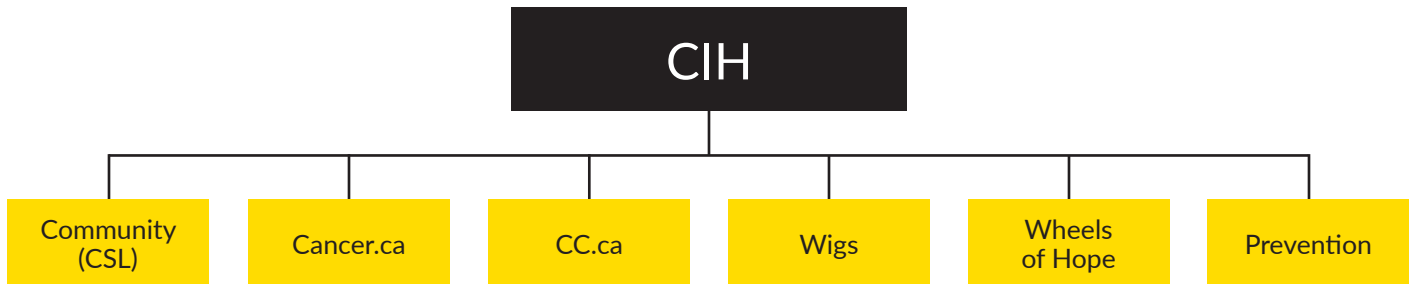 CIH
Community
(CSL)
Cancer.ca
CC.ca
Wigs
Wheels
of Hope
Prevention